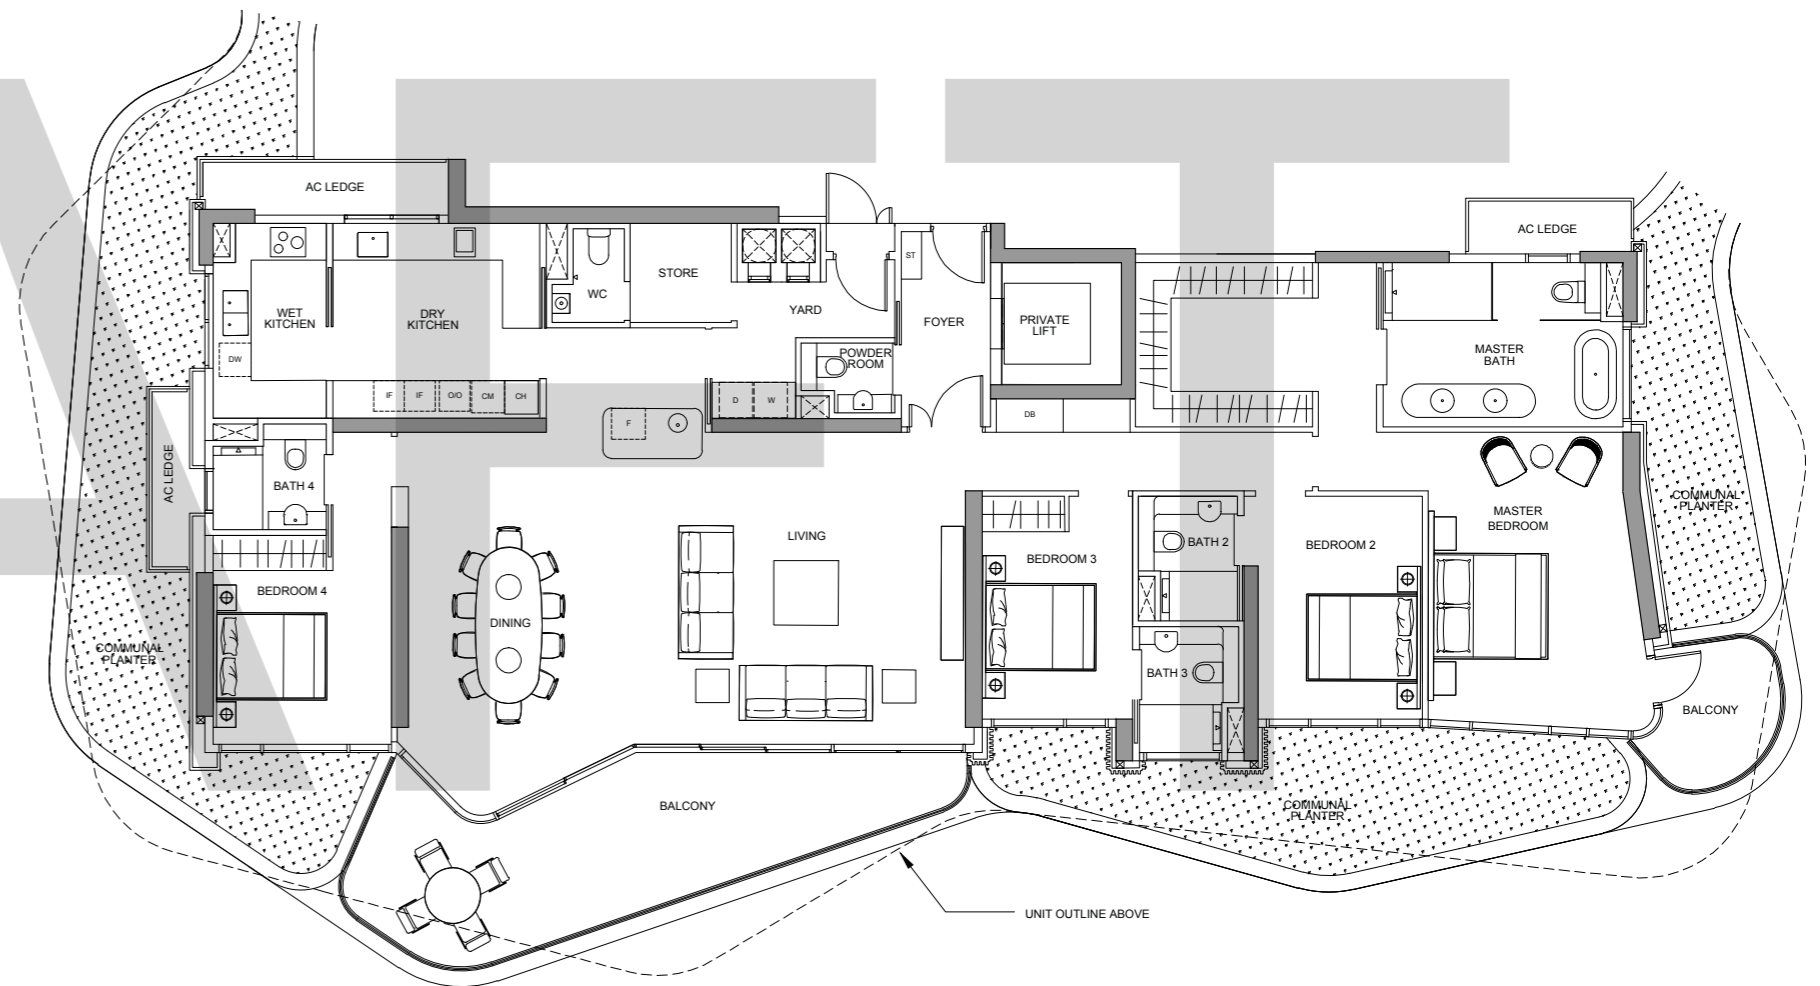 AC LEDGE
AC LEDGE
WET
KITCHEN
DRY
KITCHEN
WC
STORE
YARD
ST
FOYER
PRIVATE
LIFT
POWDER
ROOM
MASTER
BATH
DW
IF
IF
O/O
CM
CH
D
W
DB
F
AC LEDGE
BATH 4
BEDROOM 4
DINING
LIVING
BEDROOM 3
BATH 2
BATH 3
BEDROOM 2
MASTER
BEDROOM
COMMUNAL
PLANTER
COMMUNAL
PLANTER
BALCONY
BALCONY
COMMUNAL
PLANTER
UNIT OUTLINE ABOVE